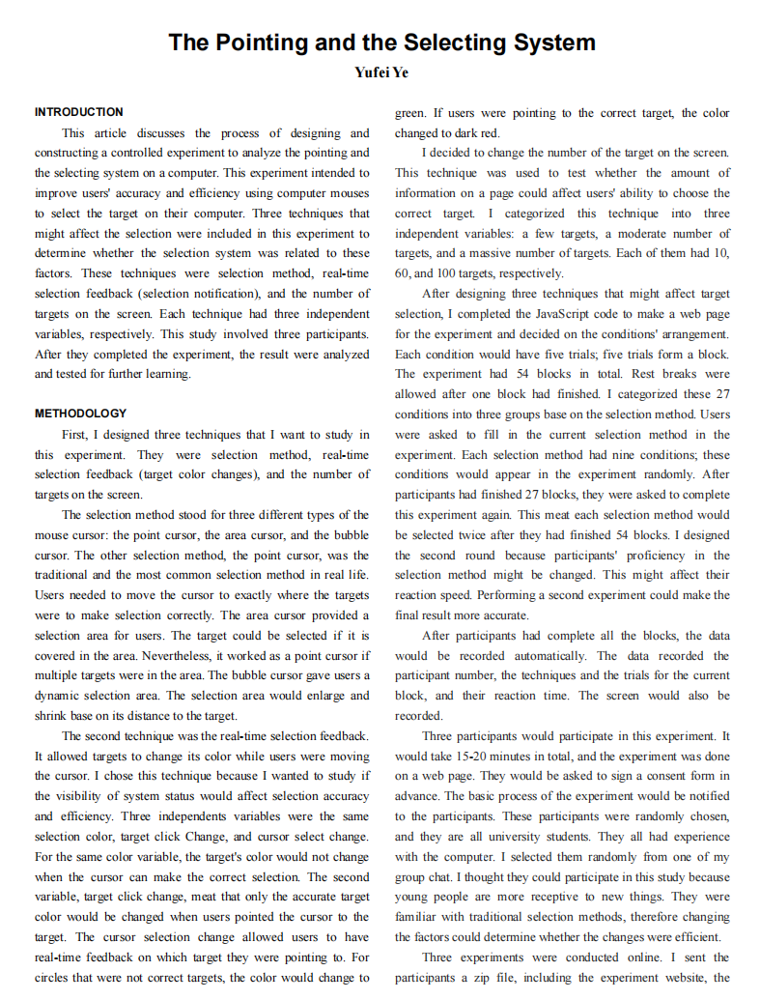 The Pointing and the Selecting System
Yufei Ye
INTRODUCTION
This article discusses the process of designing and
constructing a controlled experiment to analyze the pointing and
the selecting system on a computer. This experiment intended to
improve users' accuracy and efficiency using computer mouses
to select the target on their computer. Three techniques that
might affect the selection were included in this experiment to
determine whether the selection system was related to these
factors. These techniques were selection method, real-time
selection feedback (selection notification), and the number of
targets on the screen. Each technique had three independent
variables, respectively. This study involved three participants.
After they completed the experiment, the result were analyzed
and tested for further learning.
METHODOLOGY
First, I designed three techniques that I want to study in
this experiment. They were selection method, real-time
selection feedback (target color changes), and the number of
targets on the screen.
The selection method stood for three different types of the
mouse cursor: the point cursor, the area cursor, and the bubble
cursor. The other selection method, the point cursor, was the
traditional and the most common selection method in real life.
Users needed to move the cursor to exactly where the targets
were to make selection correctly. The area cursor provided a
selection area for users. The target could be selected if it is
covered in the area. Nevertheless, it worked as a point cursor if
multiple targets were in the area. The bubble cursor gave users a
dynamic selection area. The selection area would enlarge and
shrink base on its distance to the target.
The second technique was the real-time selection feedback.
It allowed targets to change its color while users were moving
the cursor. I chose this technique because I wanted to study if
the visibility of system status would affect selection accuracy
and efficiency. Three independents variables were the same
selection color, target click Change, and cursor select change.
For the same color variable, the target's color would not change
when the cursor can make the correct selection. The second
variable, target click change, meat that only the accurate target
color would be changed when users pointed the cursor to the
target. The cursor selection change allowed users to have
real-time feedback on which target they were pointing to. For
circles that were not correct targets, the color would change to
green. If users were pointing to the correct target, the color
changed to dark red.
I decided to change the number of the target on the screen.
This technique was used to test whether the amount of
information on a page could affect users' ability to choose the
correct target. I categorized this technique into three
independent variables: a few targets, a moderate number of
targets, and a massive number of targets. Each of them had 10,
60, and 100 targets, respectively.
After designing three techniques that might affect target
selection, I completed the JavaScript code to make a web page
for the experiment and decided on the conditions' arrangement.
Each condition would have five trials; five trials form a block.
The experiment had 54 blocks in total. Rest breaks were
allowed after one block had finished. I categorized these 27
conditions into three groups base on the selection method. Users
were asked to fill in the current selection method in the
experiment. Each selection method had nine conditions; these
conditions would appear in the experiment randomly. After
participants had finished 27 blocks, they were asked to complete
this experiment again. This meat each selection method would
be selected twice after they had finished 54 blocks. I designed
the second round because participants' proficiency in the
selection method might be changed. This might affect their
reaction speed. Performing a second experiment could make the
final result more accurate.
After participants had complete all the blocks, the data
would be recorded automatically. The data recorded the
participant number, the techniques and the trials for the current
block, and their reaction time. The screen would also be
recorded.
Three participants would participate in this experiment. It
would take 15-20 minutes in total, and the experiment was done
on a web page. They would be asked to sign a consent form in
advance. The basic process of the experiment would be notified
to the participants. These participants were randomly chosen,
and they are all university students. They all had experience
with the computer. I selected them randomly from one of my
group chat. I thought they could participate in this study because
young people are more receptive to new things. They were
familiar with traditional selection methods, therefore changing
the factors could determine whether the changes were efficient.
Three experiments were conducted online. I sent the
participants a zip file, including the experiment website, the